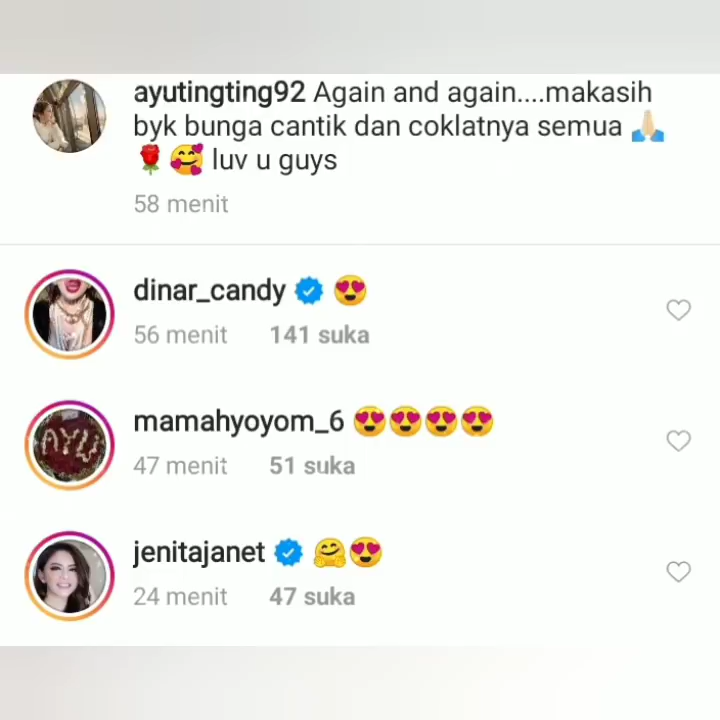 ayutingting92 Again and again....makasih
byk bunga cantik dan coklatnya semua 🙏🏼
🌹🥰 luv u guys
58 menit
dinar_candy 😍
56 menit 141 suka
mamahyoyom_6 😍😍😍😍
47 menit 51 suka
AYU
jenitajanet 🤗😍
24 menit 47 suka